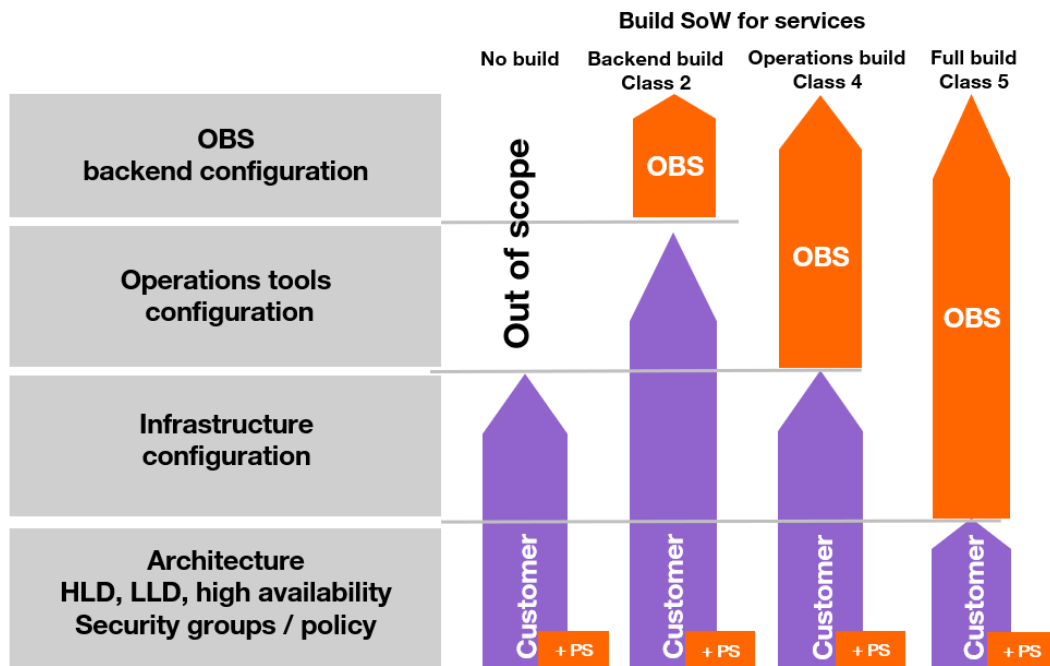 Build SoW for services
No build
Backend build
Class 2
Operations build
Class 4
Full build
Class 5
OBS
backend configuration
Operations tools
configuration
Infrastructure
configuration
Architecture
HLD, LLD, high availability
Security groups / policy
Out of scope
OBS
OBS
OBS
Customer
+ PS
Customer
+ PS
Customer
+ PS
Customer
+ PS